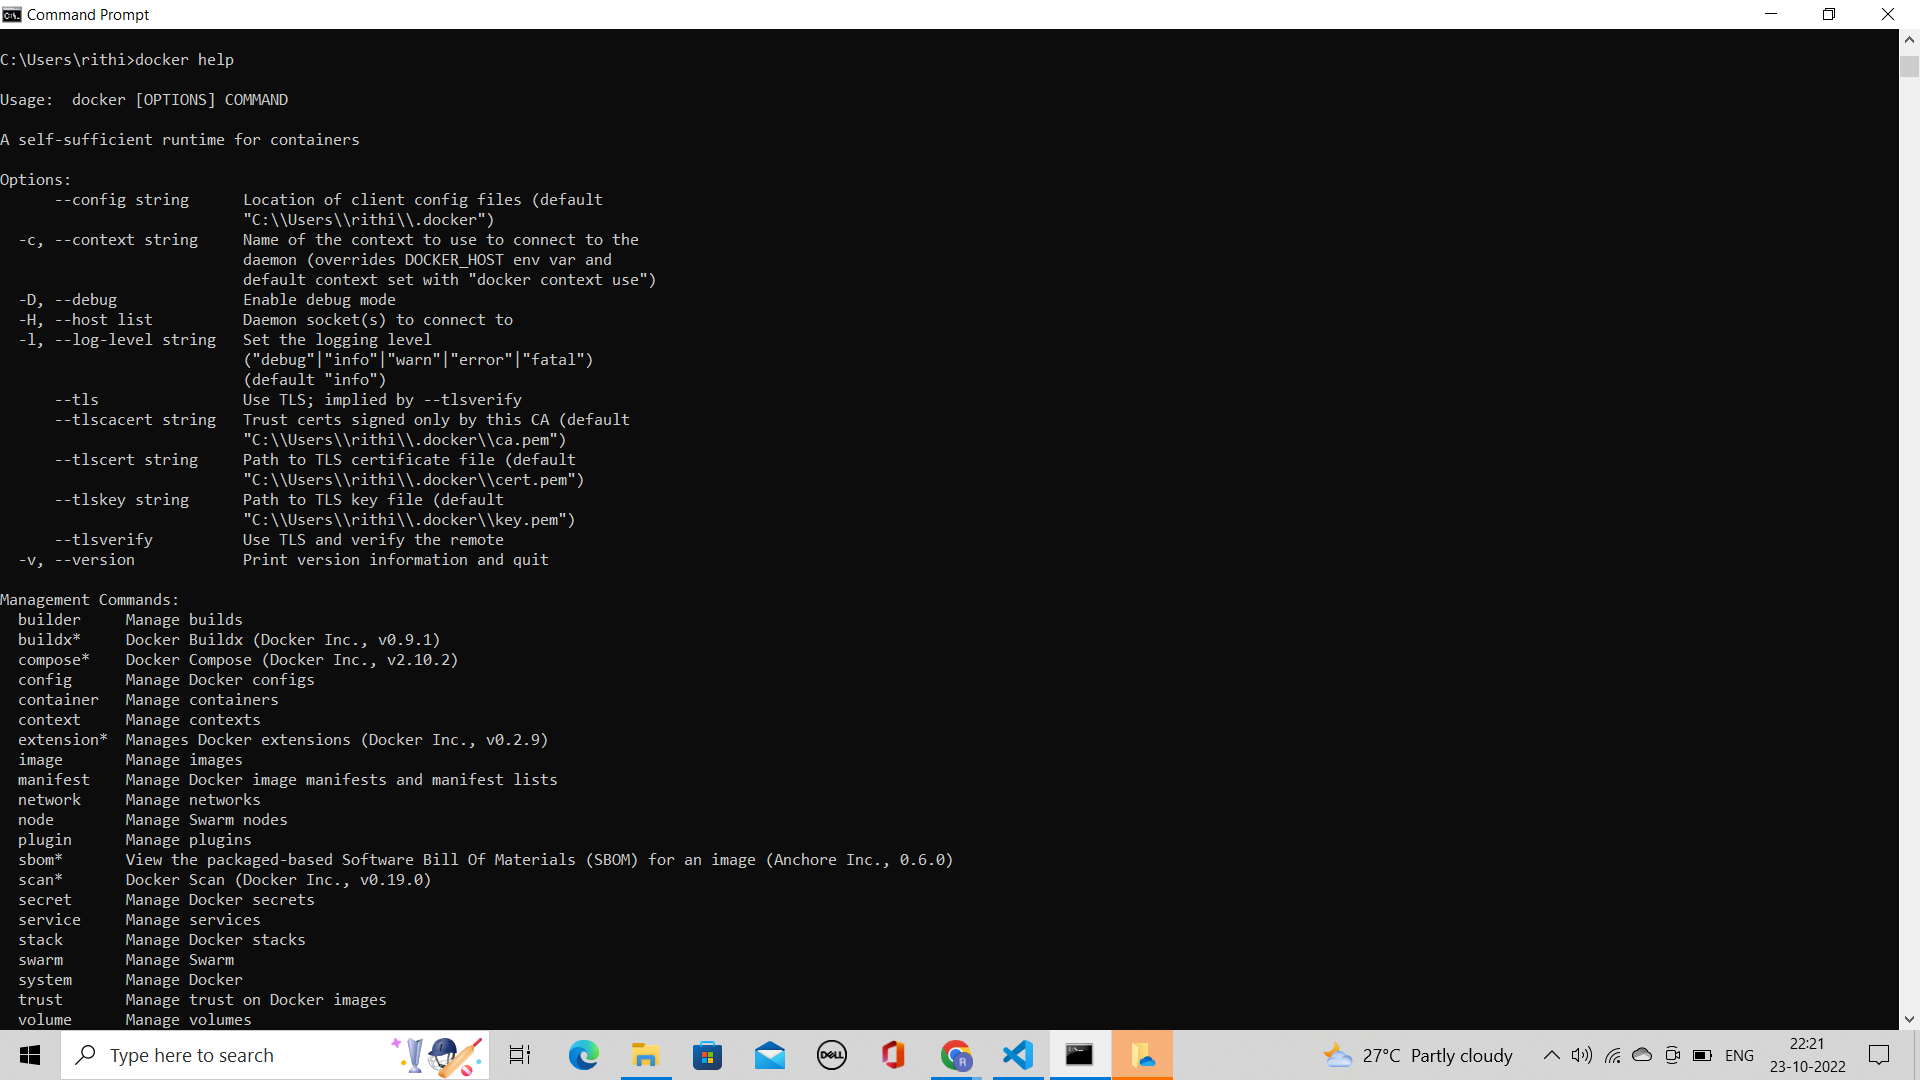 Command Prompt
C:\Users\rithi>docker help
Usage:  docker [OPTIONS] COMMAND
A self-sufficient runtime for containers
Options:
      --config string      Location of client config files (default
                           "C:\\Users\\rithi\\.docker")
  -c, --context string     Name of the context to use to connect to the
                           daemon (overrides DOCKER_HOST env var and
                           default context set with "docker context use")
  -D, --debug              Enable debug mode
  -H, --host list          Daemon socket(s) to connect to
  -l, --log-level string   Set the logging level
                           ("debug"|"info"|"warn"|"error"|"fatal")
                           (default "info")
      --tls                Use TLS; implied by --tlsverify
      --tlscacert string   Trust certs signed only by this CA (default
                           "C:\\Users\\rithi\\.docker\\ca.pem")
      --tlscert string     Path to TLS certificate file (default
                           "C:\\Users\\rithi\\.docker\\cert.pem")
      --tlskey string      Path to TLS key file (default
                           "C:\\Users\\rithi\\.docker\\key.pem")
      --tlsverify          Use TLS and verify the remote
  -v, --version            Print version information and quit
Management Commands:
  builder     Manage builds
  buildx*     Docker Buildx (Docker Inc., v0.9.1)
  compose*    Docker Compose (Docker Inc., v2.10.2)
  config      Manage Docker configs
  container   Manage containers
  context     Manage contexts
  extension*  Manages Docker extensions (Docker Inc., v0.2.9)
  image       Manage images
  manifest    Manage Docker image manifests and manifest lists
  network     Manage networks
  node        Manage Swarm nodes
  plugin      Manage plugins
  sbom*       View the packaged-based Software Bill Of Materials (SBOM) for an image (Anchore Inc., 0.6.0)
  scan*       Docker Scan (Docker Inc., v0.19.0)
  secret      Manage Docker secrets
  service     Manage services
  stack       Manage Docker stacks
  swarm       Manage Swarm
  system      Manage Docker
  trust       Manage trust on Docker images
  volume      Manage volumes
Type here to search
DELL
R
27°C  Partly cloudy
ENG
22:21
23-10-2022